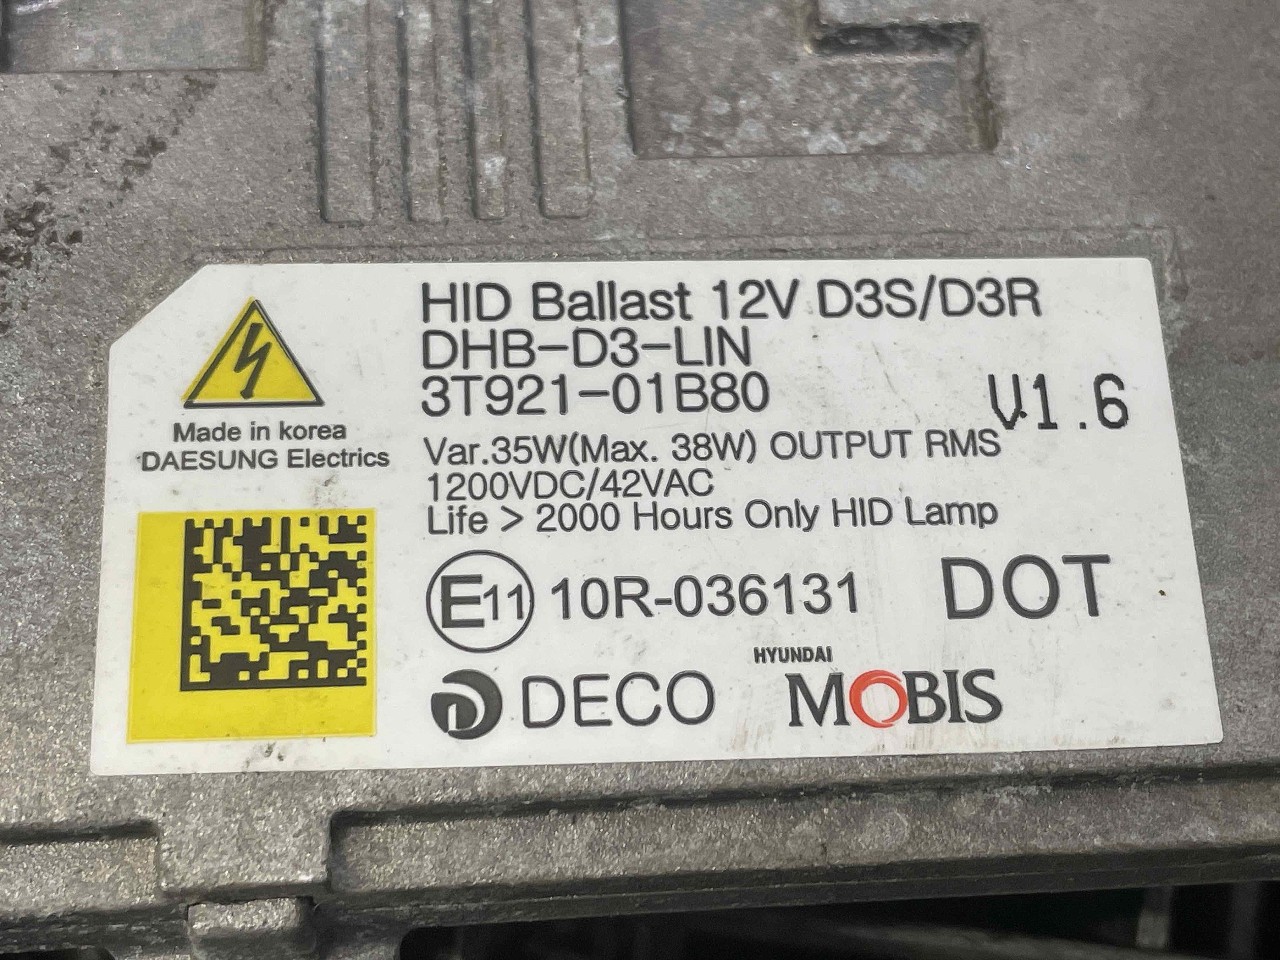 HID Ballast 12V D3S/D3R
DHB-D3-LIN
3T921-01B80
V1.6
Made in korea
DAESUNG Electrics
Var.35W(Max. 38W) OUTPUT RMS
1200VDC/42VAC
Life > 2000 Hours Only HID Lamp
E11 10R-036131 DOT
DECO
HYUNDAI
MOBIS